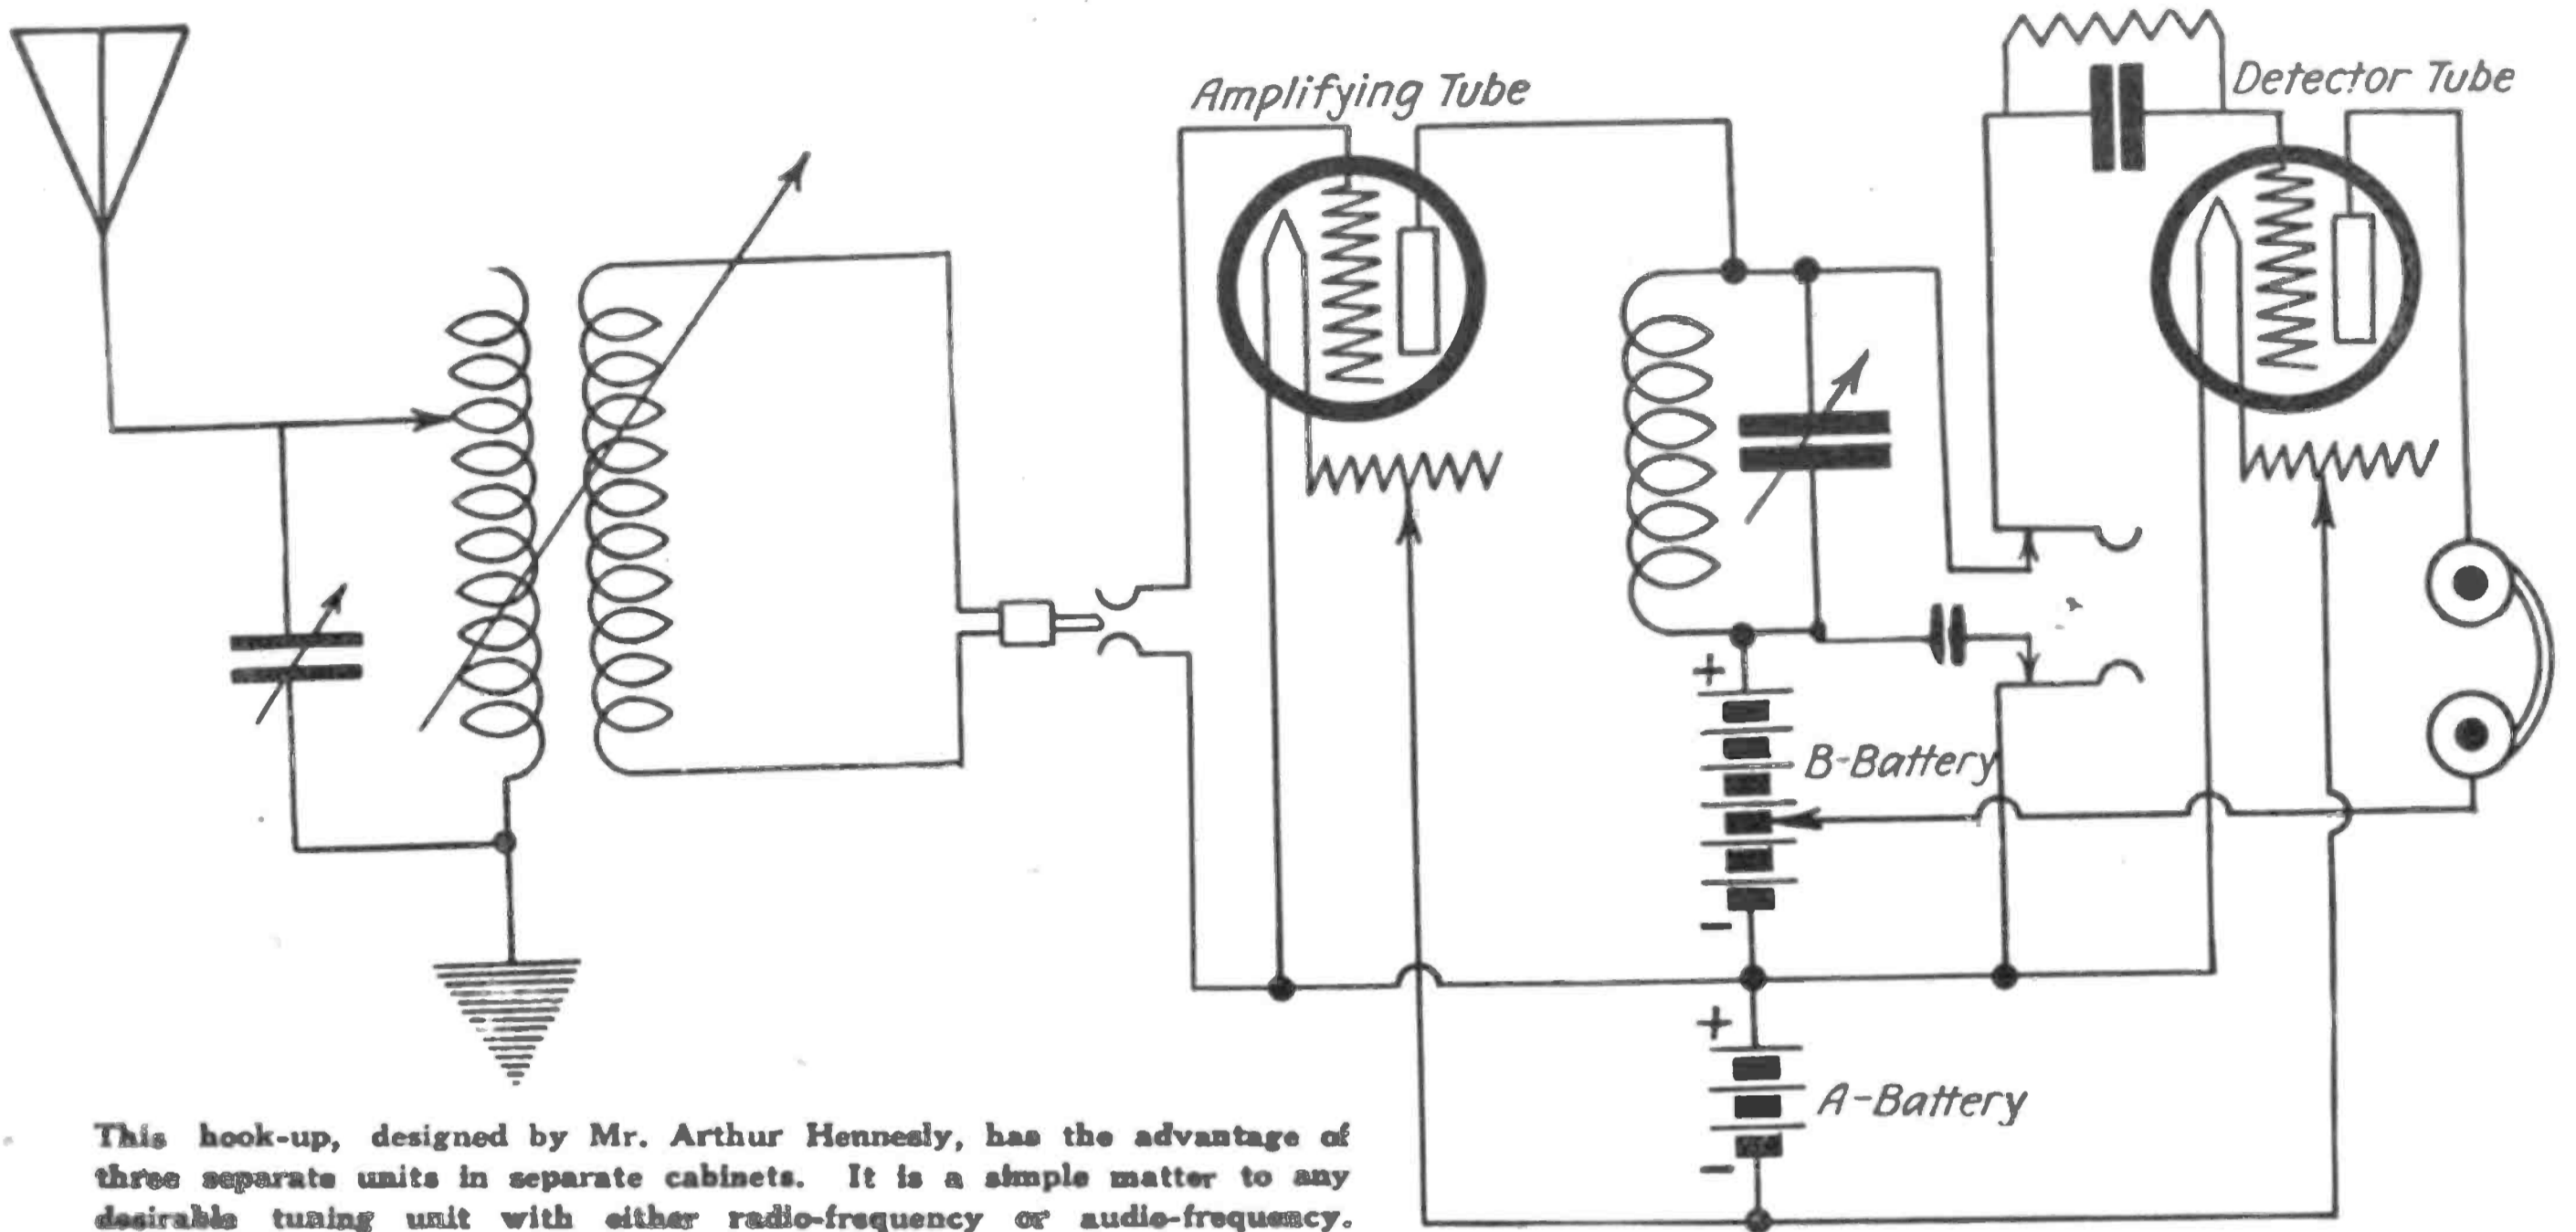 Amplifying Tube
Detector Tube
+
B-Battery
−
+
A-Battery
−
This hook-up, designed by Mr. Arthur Hennesly, has the advantage of
three separate units in separate cabinets. It is a simple matter to any
desirable tuning unit with either radio-frequency or audio-frequency.